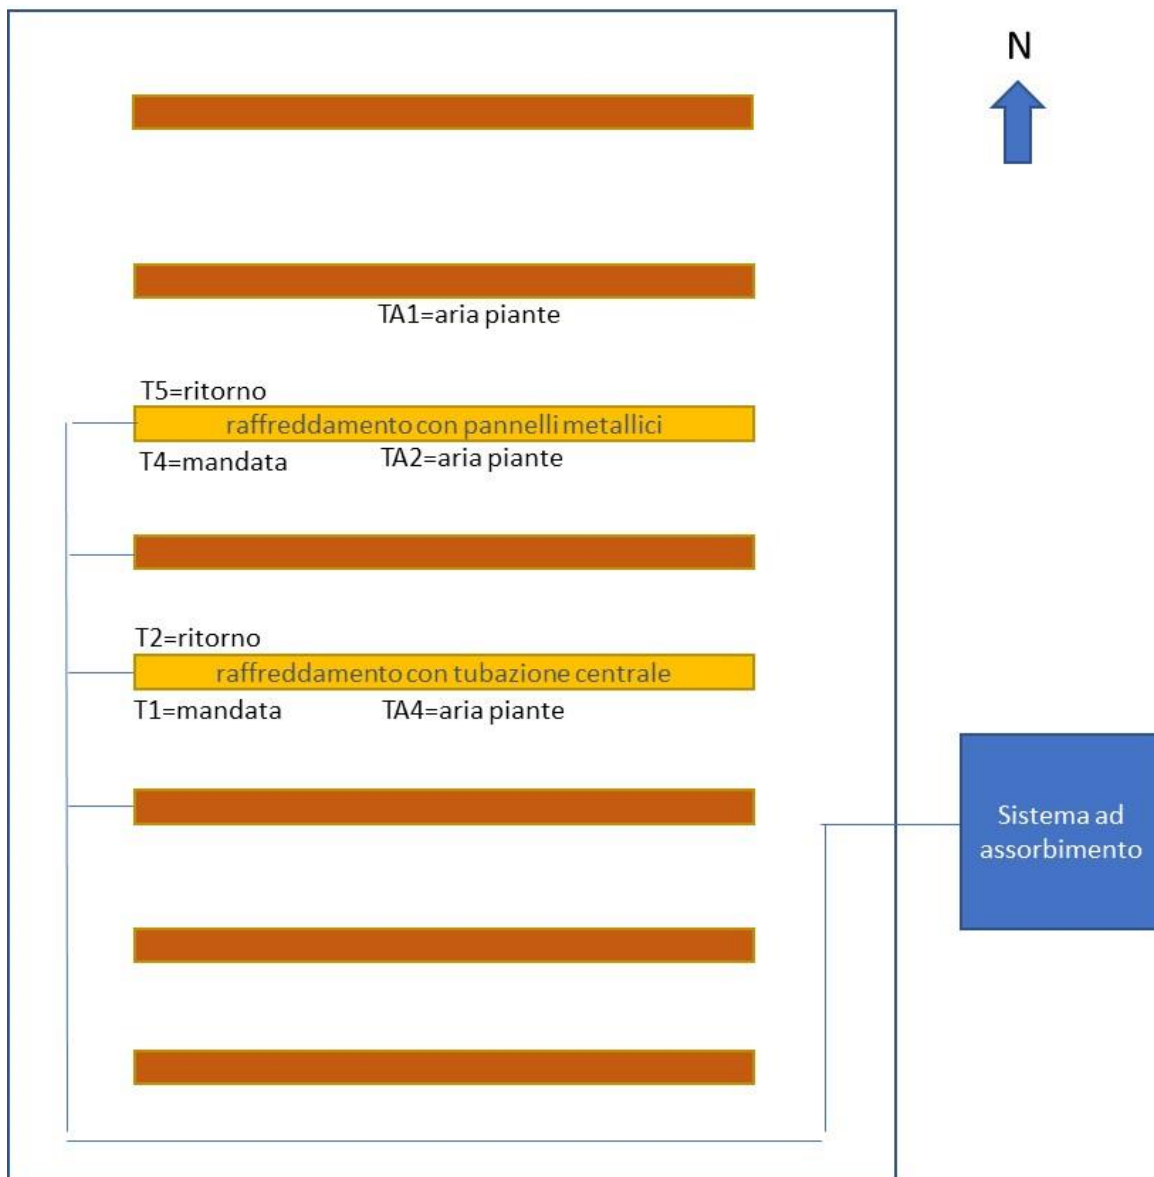 N
TA1=aria piante
T5=ritorno
raffreddamento con pannelli metallici
T4=mandata
TA2=aria piante
T2=ritorno
raffreddamento con tubazione centrale
T1=mandata
TA4=aria piante
Sistema ad
assorbimento